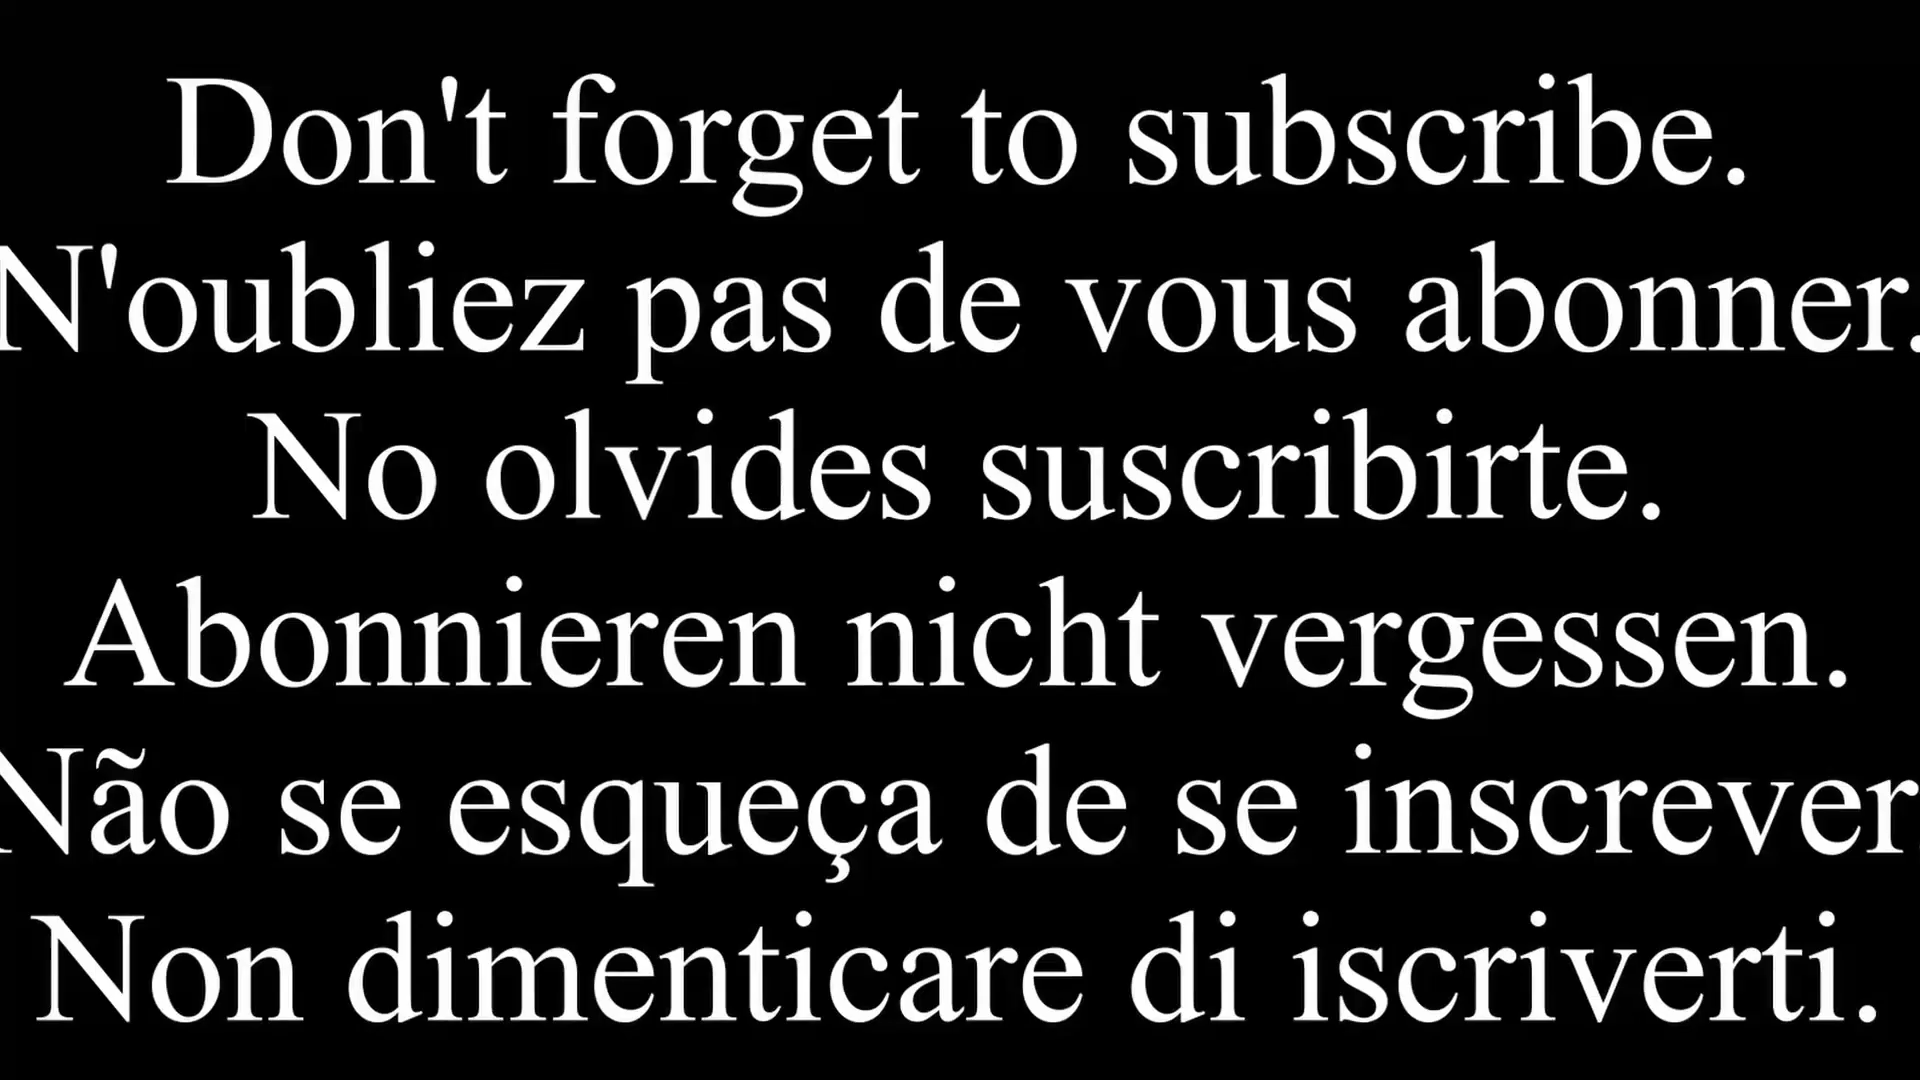 Don't forget to subscribe.
N'oubliez pas de vous abonner.
No olvides suscribirte.
Abonnieren nicht vergessen.
Não se esqueça de se inscrever
Non dimenticare di iscriverti.